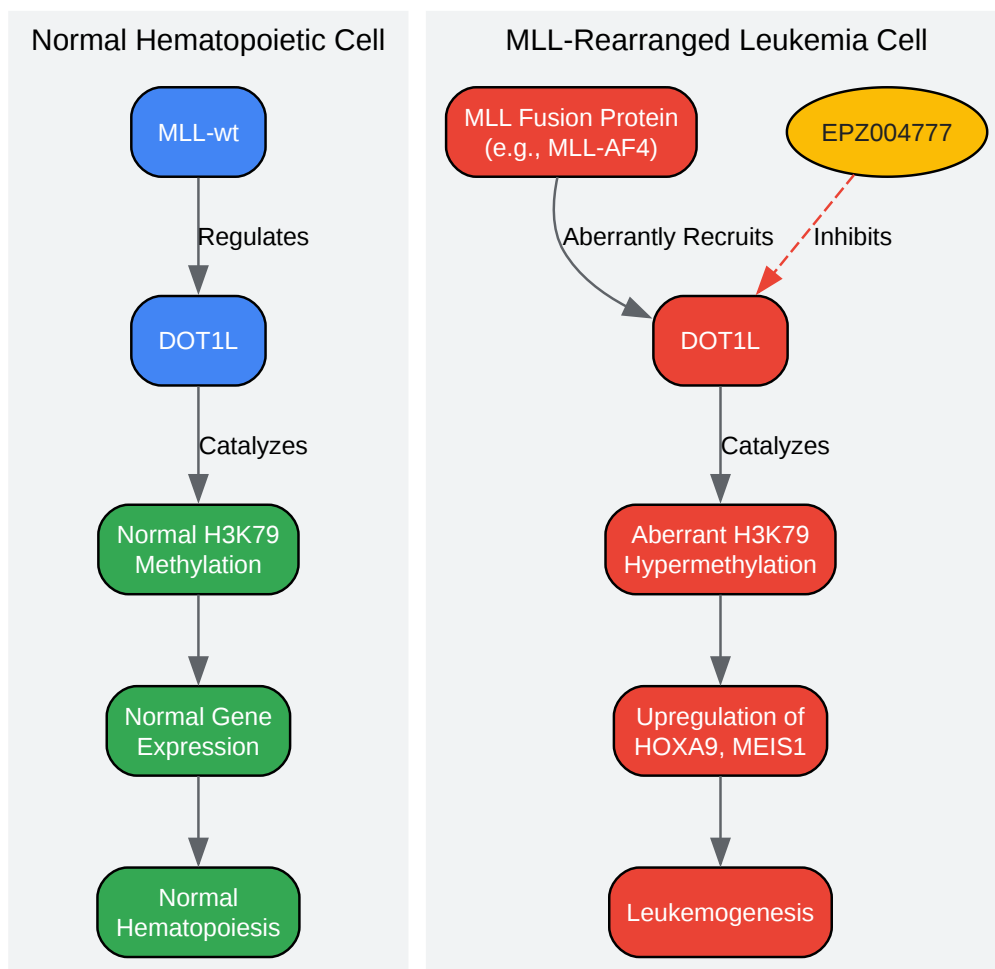 Normal Hematopoietic Cell
MLL-wt
Regulates
DOT1L
Catalyzes
Normal H3K79
Methylation
Normal Gene
Expression
Normal
Hematopoiesis
MLL-Rearranged Leukemia Cell
MLL Fusion Protein
(e.g., MLL-AF4)
EPZ004777
Aberrantly Recruits
Inhibits
DOT1L
Catalyzes
Aberrant H3K79
Hypermethylation
Upregulation of
HOXA9, MEIS1
Leukemogenesis